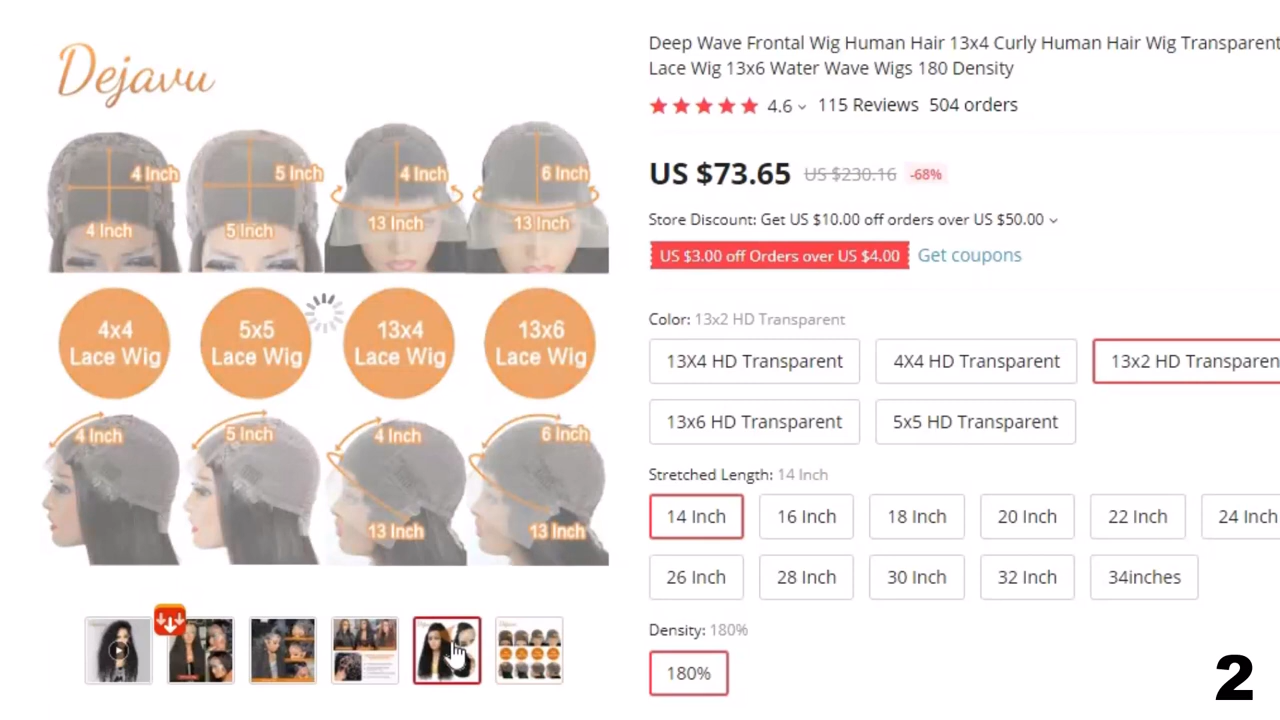 Dejavu
4 Inch
5 Inch
4 Inch
6 Inch
4 Inch
5 Inch
13 Inch
13 Inch
4x4
Lace Wig
5x5
Lace Wig
13x4
Lace Wig
13x6
Lace Wig
4 Inch
5 Inch
4 Inch
6 Inch
13 Inch
13 Inch
Deep Wave Frontal Wig Human Hair 13x4 Curly Human Hair Wig Transparent
Lace Wig 13x6 Water Wave Wigs 180 Density
4.6 115 Reviews 504 orders
US $73.65 US $230.16 -68%
Store Discount: Get US $10.00 off orders over US $50.00
US $3.00 off Orders over US $4.00 Get coupons
Color: 13x2 HD Transparent
13X4 HD Transparent 4X4 HD Transparent 13x2 HD Transparen
13x6 HD Transparent 5x5 HD Transparent
Stretched Length: 14 Inch
14 Inch 16 Inch 18 Inch 20 Inch 22 Inch 24 Inch
26 Inch 28 Inch 30 Inch 32 Inch 34inches
Density: 180%
180%
2